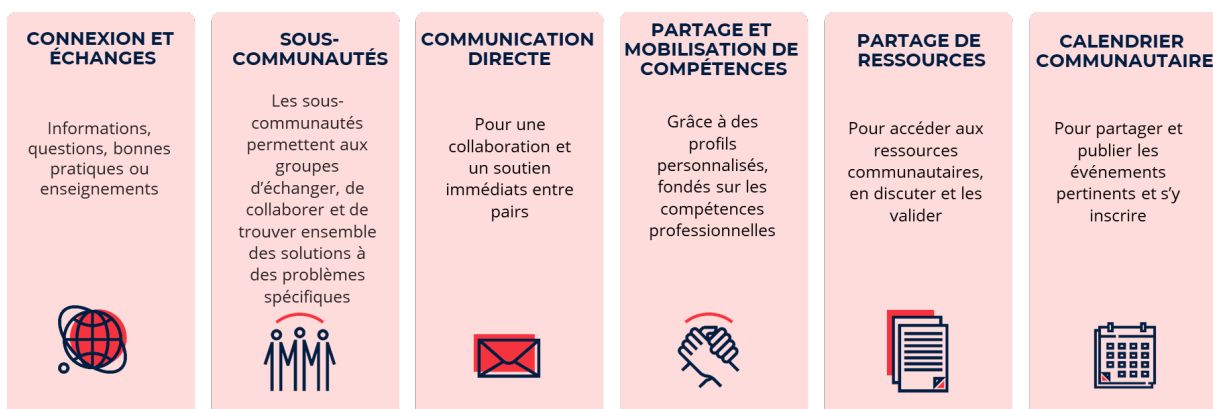 CONNEXION ET
ÉCHANGES
Informations,
questions, bonnes
pratiques ou
enseignements
SOUS-
COMMUNAUTÉS
Les sous-
communautés
permettent aux
groupes
d’échanger, de
collaborer et de
trouver ensemble
des solutions à
des problèmes
spécifiques
COMMUNICATION
DIRECTE
Pour une
collaboration et
un soutien
immédiats entre
pairs
PARTAGE ET
MOBILISATION DE
COMPÉTENCES
Grâce à des
profils
personnalisés,
fondés sur les
compétences
professionnelles
PARTAGE DE
RESSOURCES
Pour accéder aux
ressources
communautaires,
en discuter et les
valider
CALENDRIER
COMMUNAUTAIRE
Pour partager et
publier les
événements
pertinents et s’y
inscrire